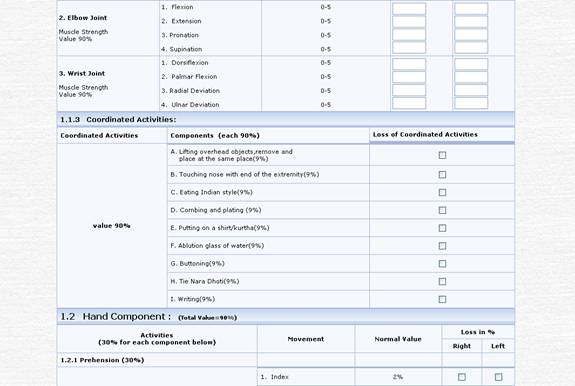 1. Flexion 0-5
2. Elbow Joint
2. Extension 0-5
Muscle Strength
3. Pronation 0-5
Value 90%
4. Supination 0-5
1. Dorsiflexion 0-5
3. Wrist Joint
2. Palmar Flexion 0-5
Muscle Strength
3. Radial Deviation 0-5
Value 90%
4. Ulnar Deviation 0-5
1.1.3 Coordinated Activities:
Coordinated Activities Components (each 90%) Loss of Coordinated Activities
A. Lifting overhead objects,remove and
place at the same place(9%)
B. Touching nose with end of the extremity(9%)
C. Eating Indian style(9%)
D. Combing and plating (9%)
value 90%
E. Putting on a shirt/kurtha(9%)
F. Ablution glass of water(9%)
G. Buttoning(9%)
H. Tie Nara Dhoti(9%)
I. Writing(9%)
1.2 Hand Component : (Total Value=90%)
Activities
(30% for each component below)
Movement Normal Value Loss in %
Right Left
1.2.1 Prehension (30%)
1. Index 2%